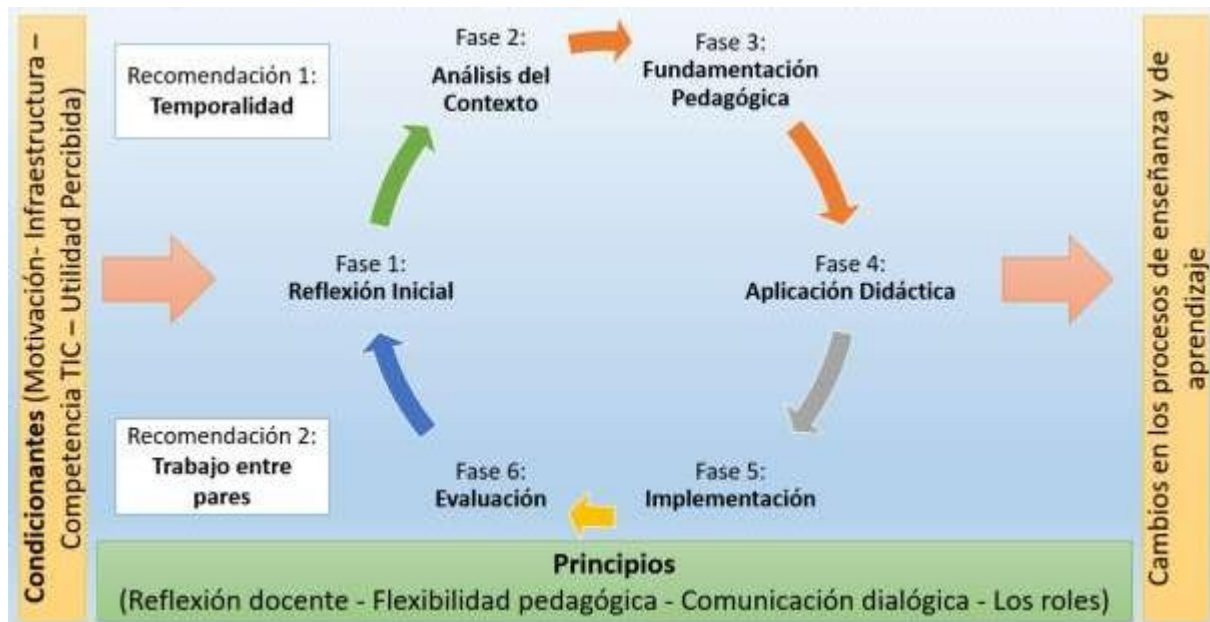 Condicionantes (Motivación- Infraestructura –
Competencia TIC – Utilidad Percibida)
Recomendación 1:
Temporalidad
Fase 2:
Análisis del
Contexto
Fase 3:
Fundamentación
Pedagógica
Fase 1:
Reflexión Inicial
Fase 4:
Aplicación Didáctica
Recomendación 2:
Trabajo entre
pares
Fase 6:
Evaluación
Fase 5:
Implementación
Principios
(Reflexión docente - Flexibilidad pedagógica - Comunicación dialógica - Los roles)
Cambios en los procesos de enseñanza y de
aprendizaje